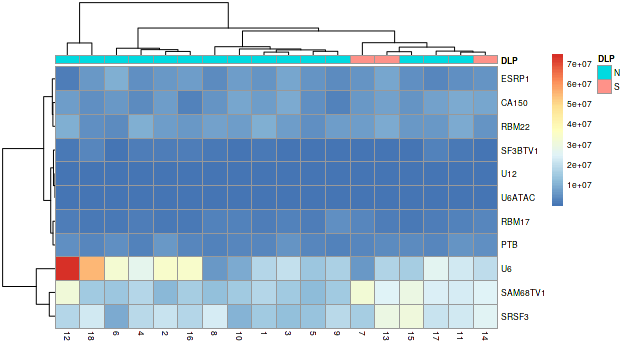 DLP
ESRP1
CA150
RBM22
SF3BTV1
U12
U6ATAC
RBM17
PTB
U6
SAM68TV1
SRSF3
12 18 6 4 2 16 8 10 1 3 5 9 7 13 15 17 11 14
7e+07
6e+07
5e+07
4e+07
3e+07
2e+07
1e+07
DLP
N
S